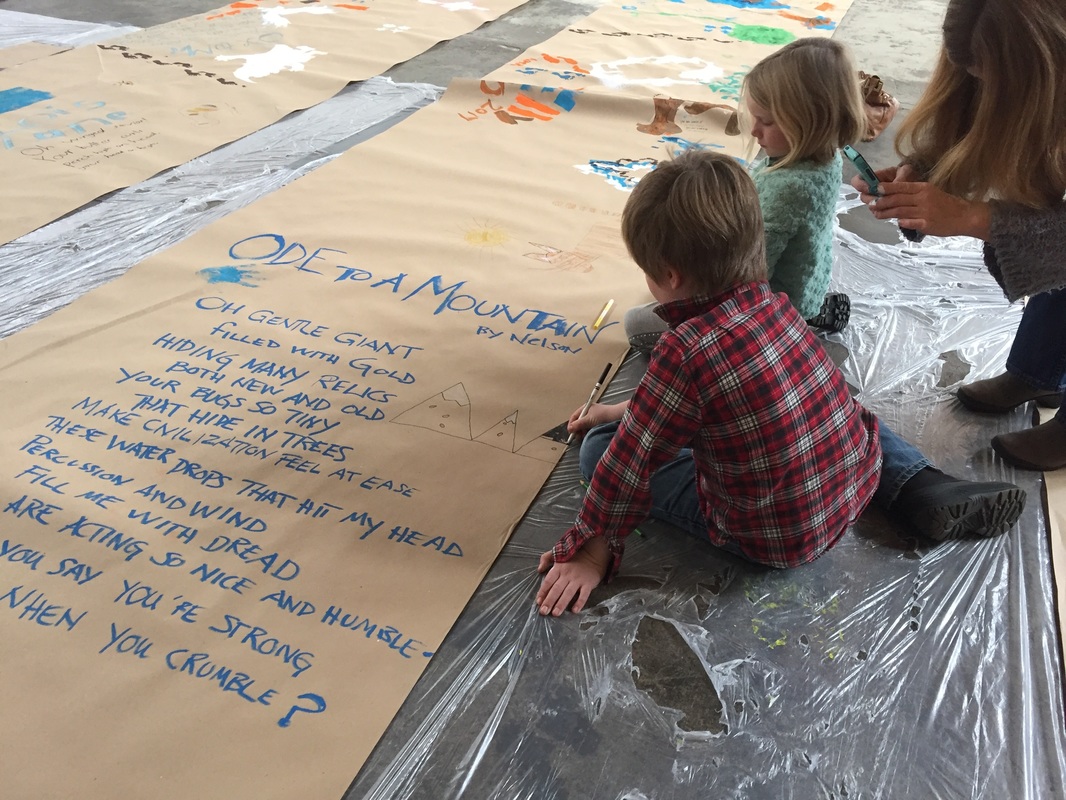 2017
ODE TO A MOUNTAIN
BY NELSON
OH GENTLE GIANT
FILLED WITH GOLD
HIDING MANY RELICS
BOTH NEW AND OLD
YOUR BUGS SO TINY
THAT HIDE IN TREES
MAKE CIVILIZATION FEEL AT EASE
THESE WATER DROPS THAT HIT MY HEAD
PERCUSSION AND WIND
FILL ME WITH DREAD
ARE ACTING SO NICE AND HUMBLE-
YOU SAY YOU'RE STRONG
WHEN YOU CRUMBLE?